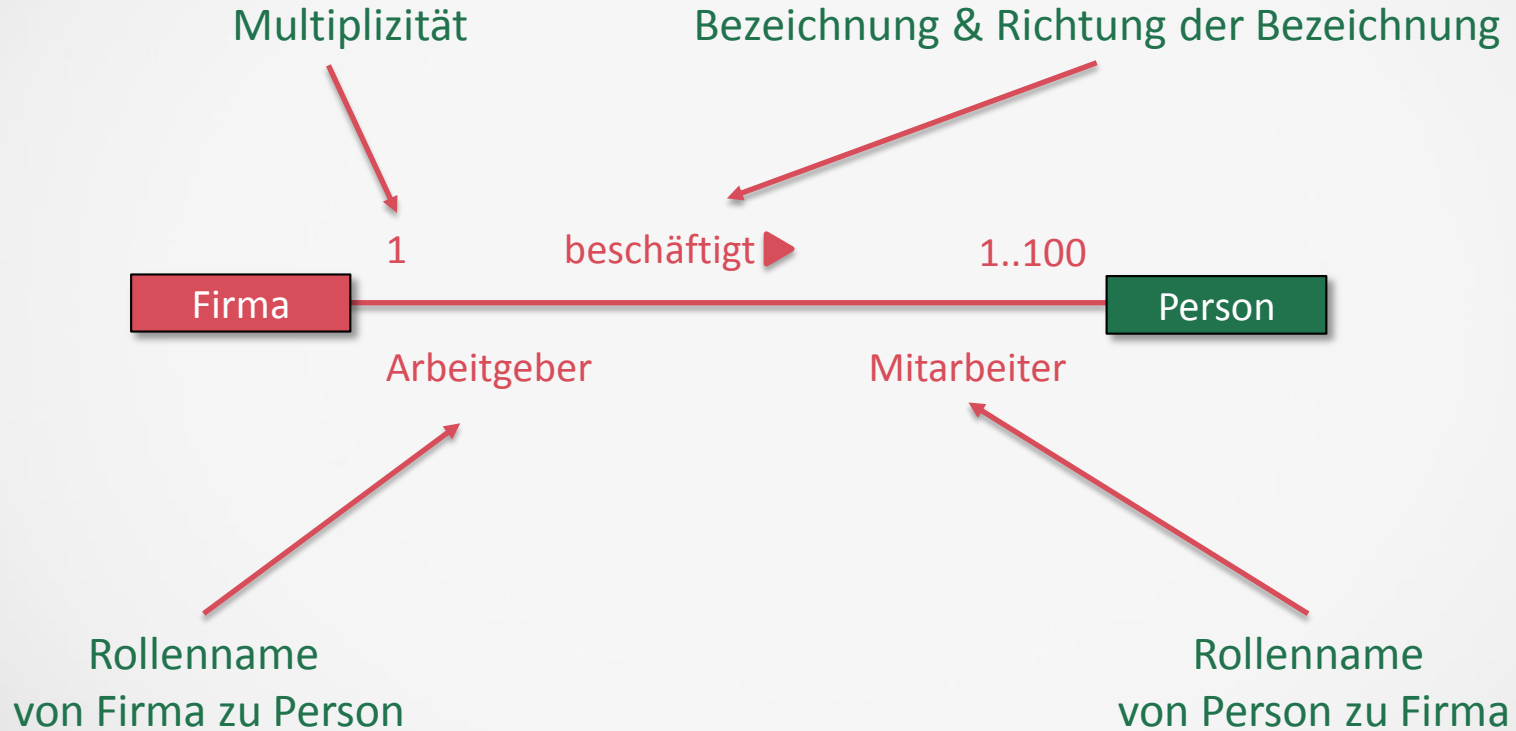 Multiplizität
Bezeichnung & Richtung der Bezeichnung
1
beschäftigt
1..100
Firma
Person
Arbeitgeber
Mitarbeiter
Rollenname
von Firma zu Person
Rollenname
von Person zu Firma